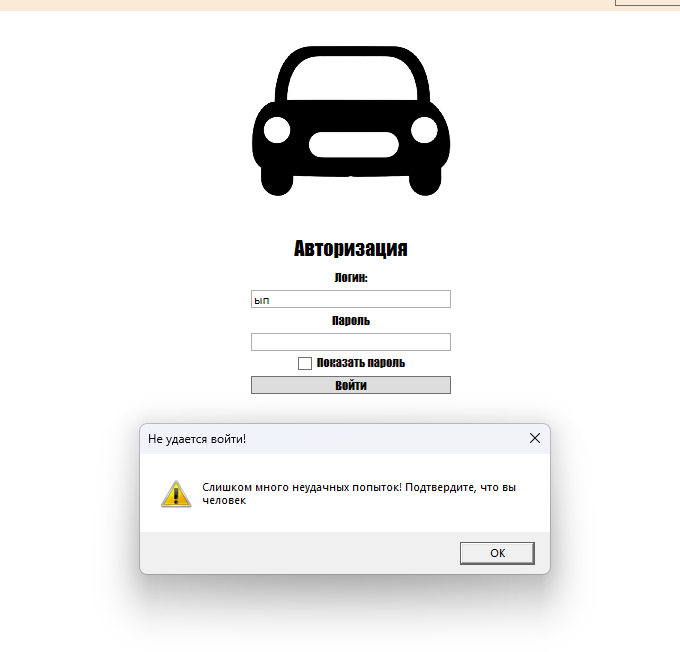 Авторизация
Логин:
ып
Пароль
Показать пароль
Войти
Не удается войти!
Слишком много неудачных попыток! Подтвердите, что вы
человек
ОК